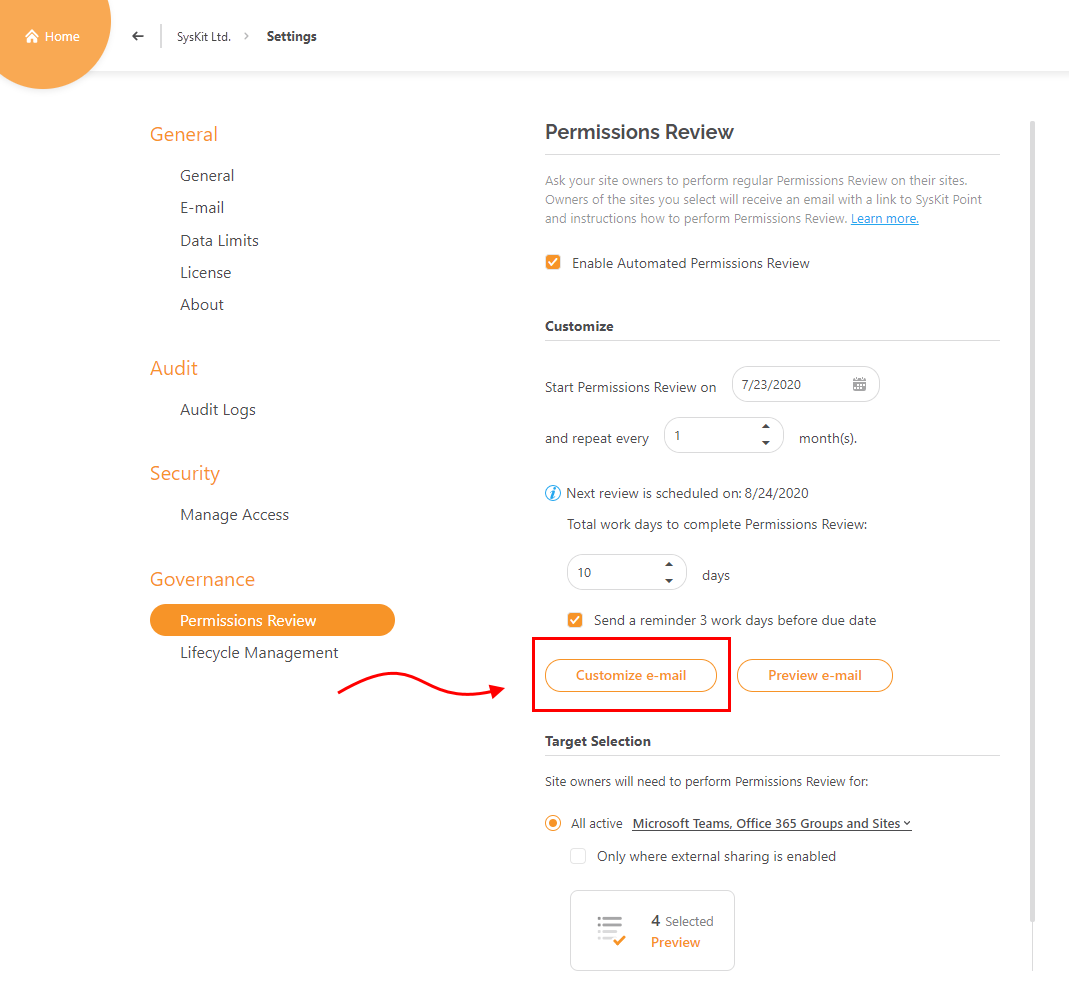 Home
SysKit Ltd. > Settings
General
General
E-mail
Data Limits
License
About
Audit
Audit Logs
Security
Manage Access
Governance
Permissions Review
Lifecycle Management
Permissions Review
Ask your site owners to perform regular Permissions Review on their sites.
Owners of the sites you select will receive an email with a link to SysKit Point
and instructions how to perform Permissions Review. Learn more.
Enable Automated Permissions Review
Customize
Start Permissions Review on 7/23/2020
and repeat every 1 month(s).
Next review is scheduled on: 8/24/2020
Total work days to complete Permissions Review:
10 days
Send a reminder 3 work days before due date
Customize e-mail Preview e-mail
Target Selection
Site owners will need to perform Permissions Review for:
All active Microsoft Teams, Office 365 Groups and Sites
Only where external sharing is enabled
4 Selected
Preview